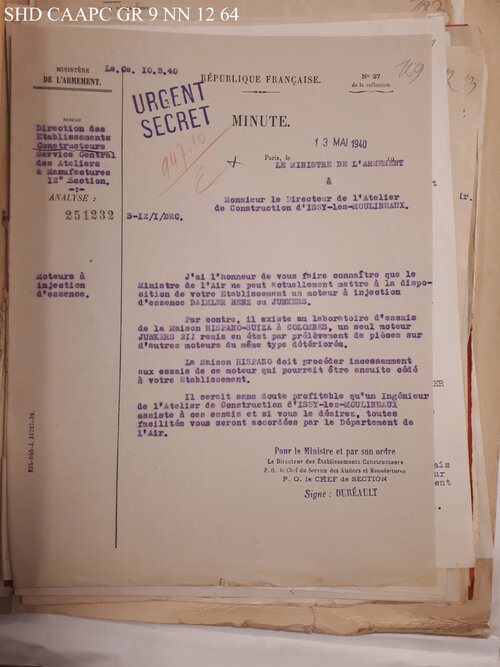 SHD CAAPC GR 9 NN 12 64
MINISTÈRE
DE L'ARMEMENT.
La.Gs. 10.5.40
RÉPUBLIQUE FRANÇAISE.
N° 27
de la collection.
109
URGENT
SECRET
MINUTE.
BUREAU
Direction des
Etablissements
Constructeurs
Service Central
des Ateliers
& Manufactures
12° Section.
ANALYSE :
251232
3-12/I/DEC.
13 MAI 1940
Paris, le
LE MINISTRE DE L'ARMEMENT
à
Monsieur le Directeur de l'Atelier
de Construction d'ISSY-les-MOULINEAUX.
Moteurs à
injection
d'essence.
J'ai l'honneur de vous faire connaître que le
Ministre de l'Air ne peut actuellement mettre à la dispo-
sition de votre Etablissement un moteur à injection
d'essence DAIMLER BENZ ou JUNKERS.
Par contre, il existe au laboratoire d'essais
de la Maison HISPANO-SUIZA à COLOMBES, un seul moteur
JUNKERS 211 remis en état par prélèvement de pièces sur
d'autres moteurs du même type détériorés.
La Maison HISPANO doit procéder incessamment
aux essais de ce moteur qui pourrait être ensuite cédé
à votre Etablissement.
Il serait sans doute profitable qu'un Ingénieur
de l'Atelier de Construction d'ISSY-les-MOULINEAUX
assiste à ces essais et si vous le désirez, toutes
facilités vous seront accordées par le Département de
l'Air.
Pour le Ministre et par son ordre
Le Directeur des Établissements Constructeurs
P. O. le Chef du Service des Ateliers et Manufactures
P. O. le CHEF de SECTION
Signé : DURÉAULT